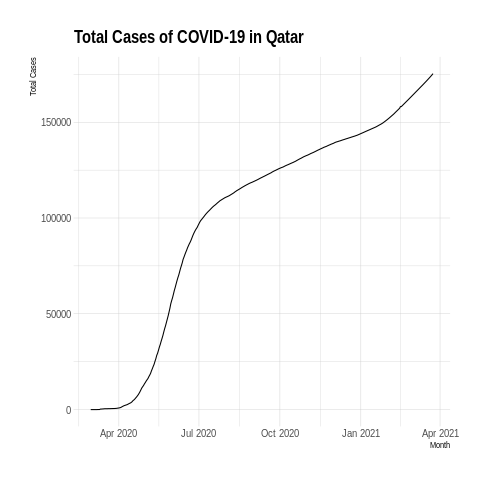 Total Cases of COVID-19 in Qatar
Total Cases
150000
100000
50000
0
Apr 2020 Jul 2020 Oct 2020 Jan 2021 Apr 2021
Month